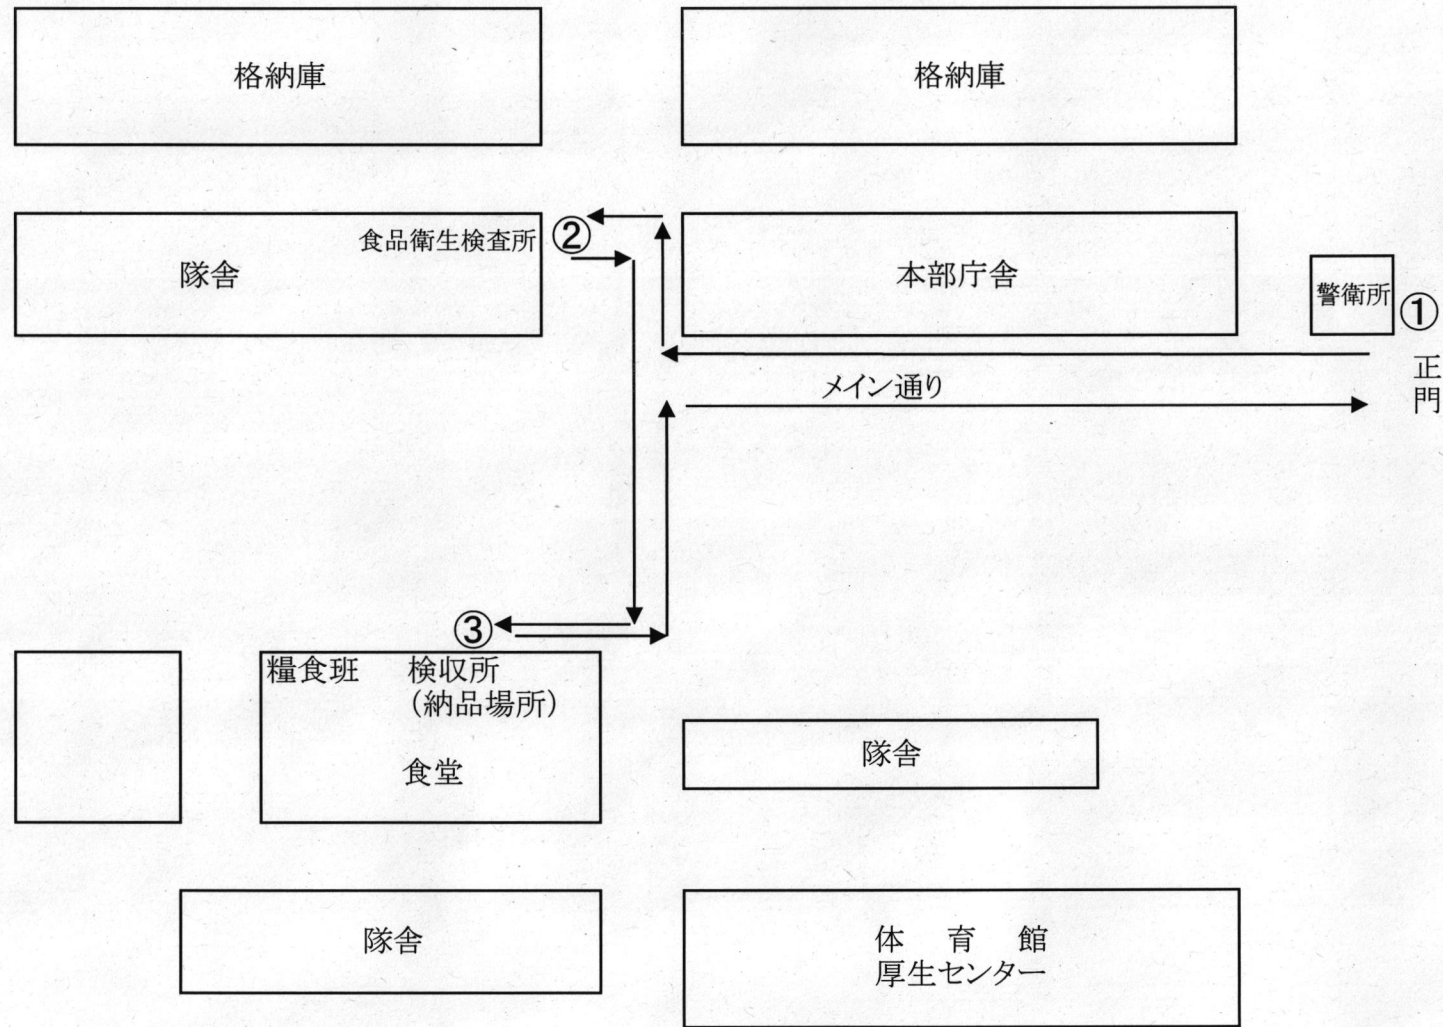 格納庫
格納庫
食品衛生検査所
②
隊舎
本部庁舎
警衛所
①
正門
メイン通り
③
糧食班
検収所
（納品場所）
食堂
隊舎
隊舎
体育館
厚生センター